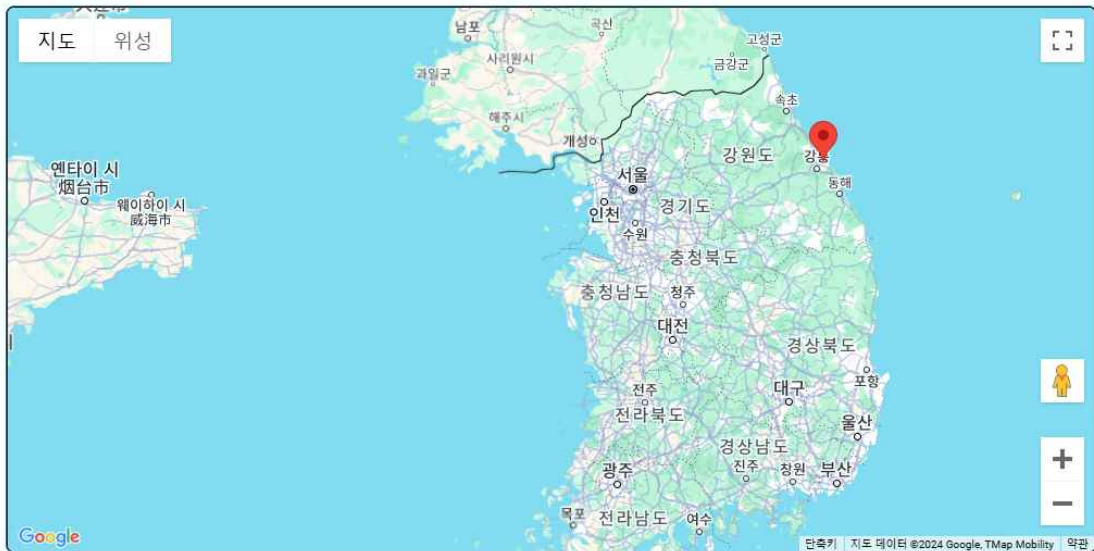 지도
위성
남포
곡산
고성군
사리원시
금강군
과일군
속초
해주시
개성
강원도
강릉
옌타이 시
烟台市
서울
동해
웨이하이 시
威海市
인천
경기도
수원
충청북도
충청남도
청주
대전
경상북도
포항
전주
대구
전라북도
울산
경상남도
광주
진주
창원
부산
목포
전라남도
여수
Google
단축키
지도 데이터 ©2024 Google, TMap Mobility
약관